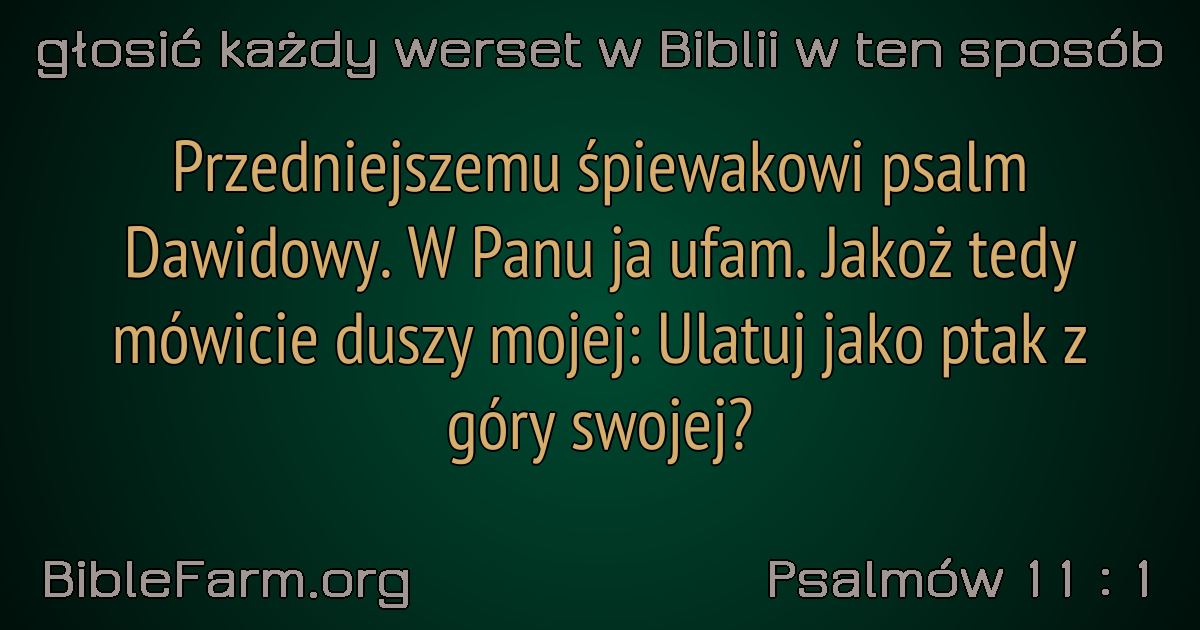 głosić każdy werset w Biblii w ten sposób
Przedniejszemu śpiewakowi psalm
Dawidowy. W Panu ja ufam. Jakoż tedy
mówicie duszy mojej: Ulatuj jako ptak z
góry swojej?
BibleFarm.org
Psalmów 11 : 1